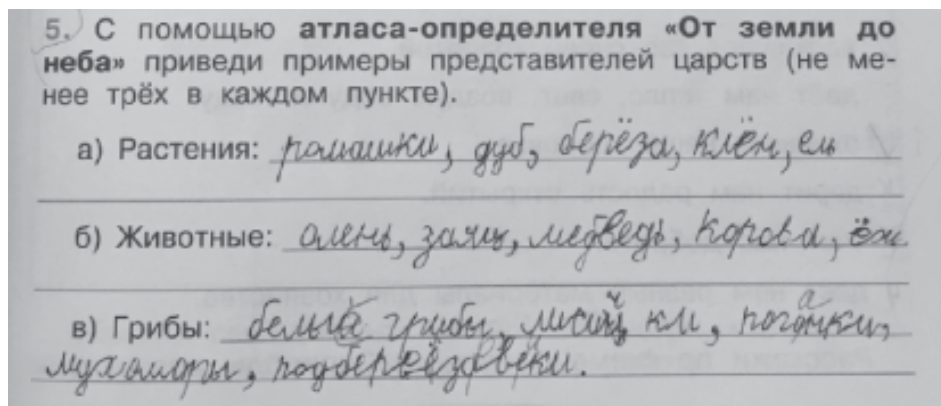 5. С помощью атласа-определителя «От земли до
неба» приведи примеры представителей царств (не ме-
нее трёх в каждом пункте).
а) Растения: ромашки, дуб, берёза, клён, ель
б) Животные: олень, заяц, медведь, корова, ёж
в) Грибы: белые грибы, лисички, поганки,
мухоморы, подберёзовики.